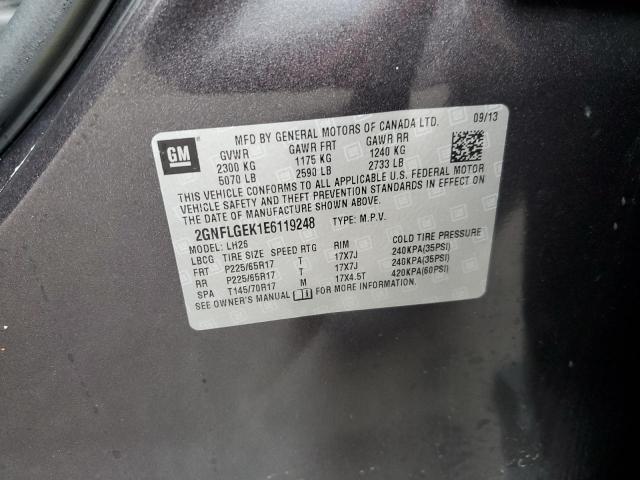 MFD BY GENERAL MOTORS OF CANADA LTD. 09/13
GM
GVWR GAWR FRT GAWR RR
2300 KG 1175 KG 1240 KG
5070 LB 2590 LB 2733 LB
THIS VEHICLE CONFORMS TO ALL APPLICABLE U.S. FEDERAL MOTOR
VEHICLE SAFETY AND THEFT PREVENTION STANDARDS IN EFFECT ON
THE DATE OF MANUFACTURE SHOWN ABOVE.
2GNFLGEK1E6119248 TYPE: M.P.V.
MODEL: LH26
LBCG TIRE SIZE SPEED RTG RIM COLD TIRE PRESSURE
FRT P225/65R17 T 17X7J 240KPA(35PSI)
RR P225/65R17 T 17X7J 240KPA(35PSI)
SPA T145/70R17 M 17X4.5T 420KPA(60PSI)
SEE OWNER'S MANUAL FOR MORE INFORMATION.